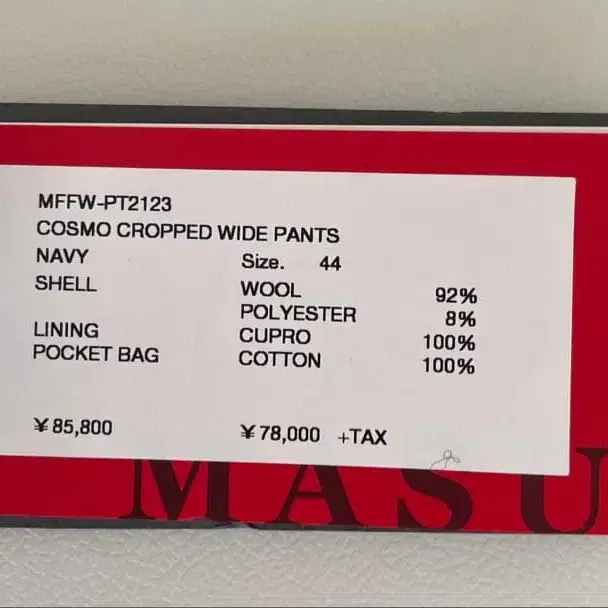 MFFW-PT2123
COSMO CROPPED WIDE PANTS
NAVY Size. 44
SHELL WOOL 92%
POLYESTER 8%
LINING CUPRO 100%
POCKET BAG COTTON 100%
¥85,800 ¥78,000 +TAX
MASU